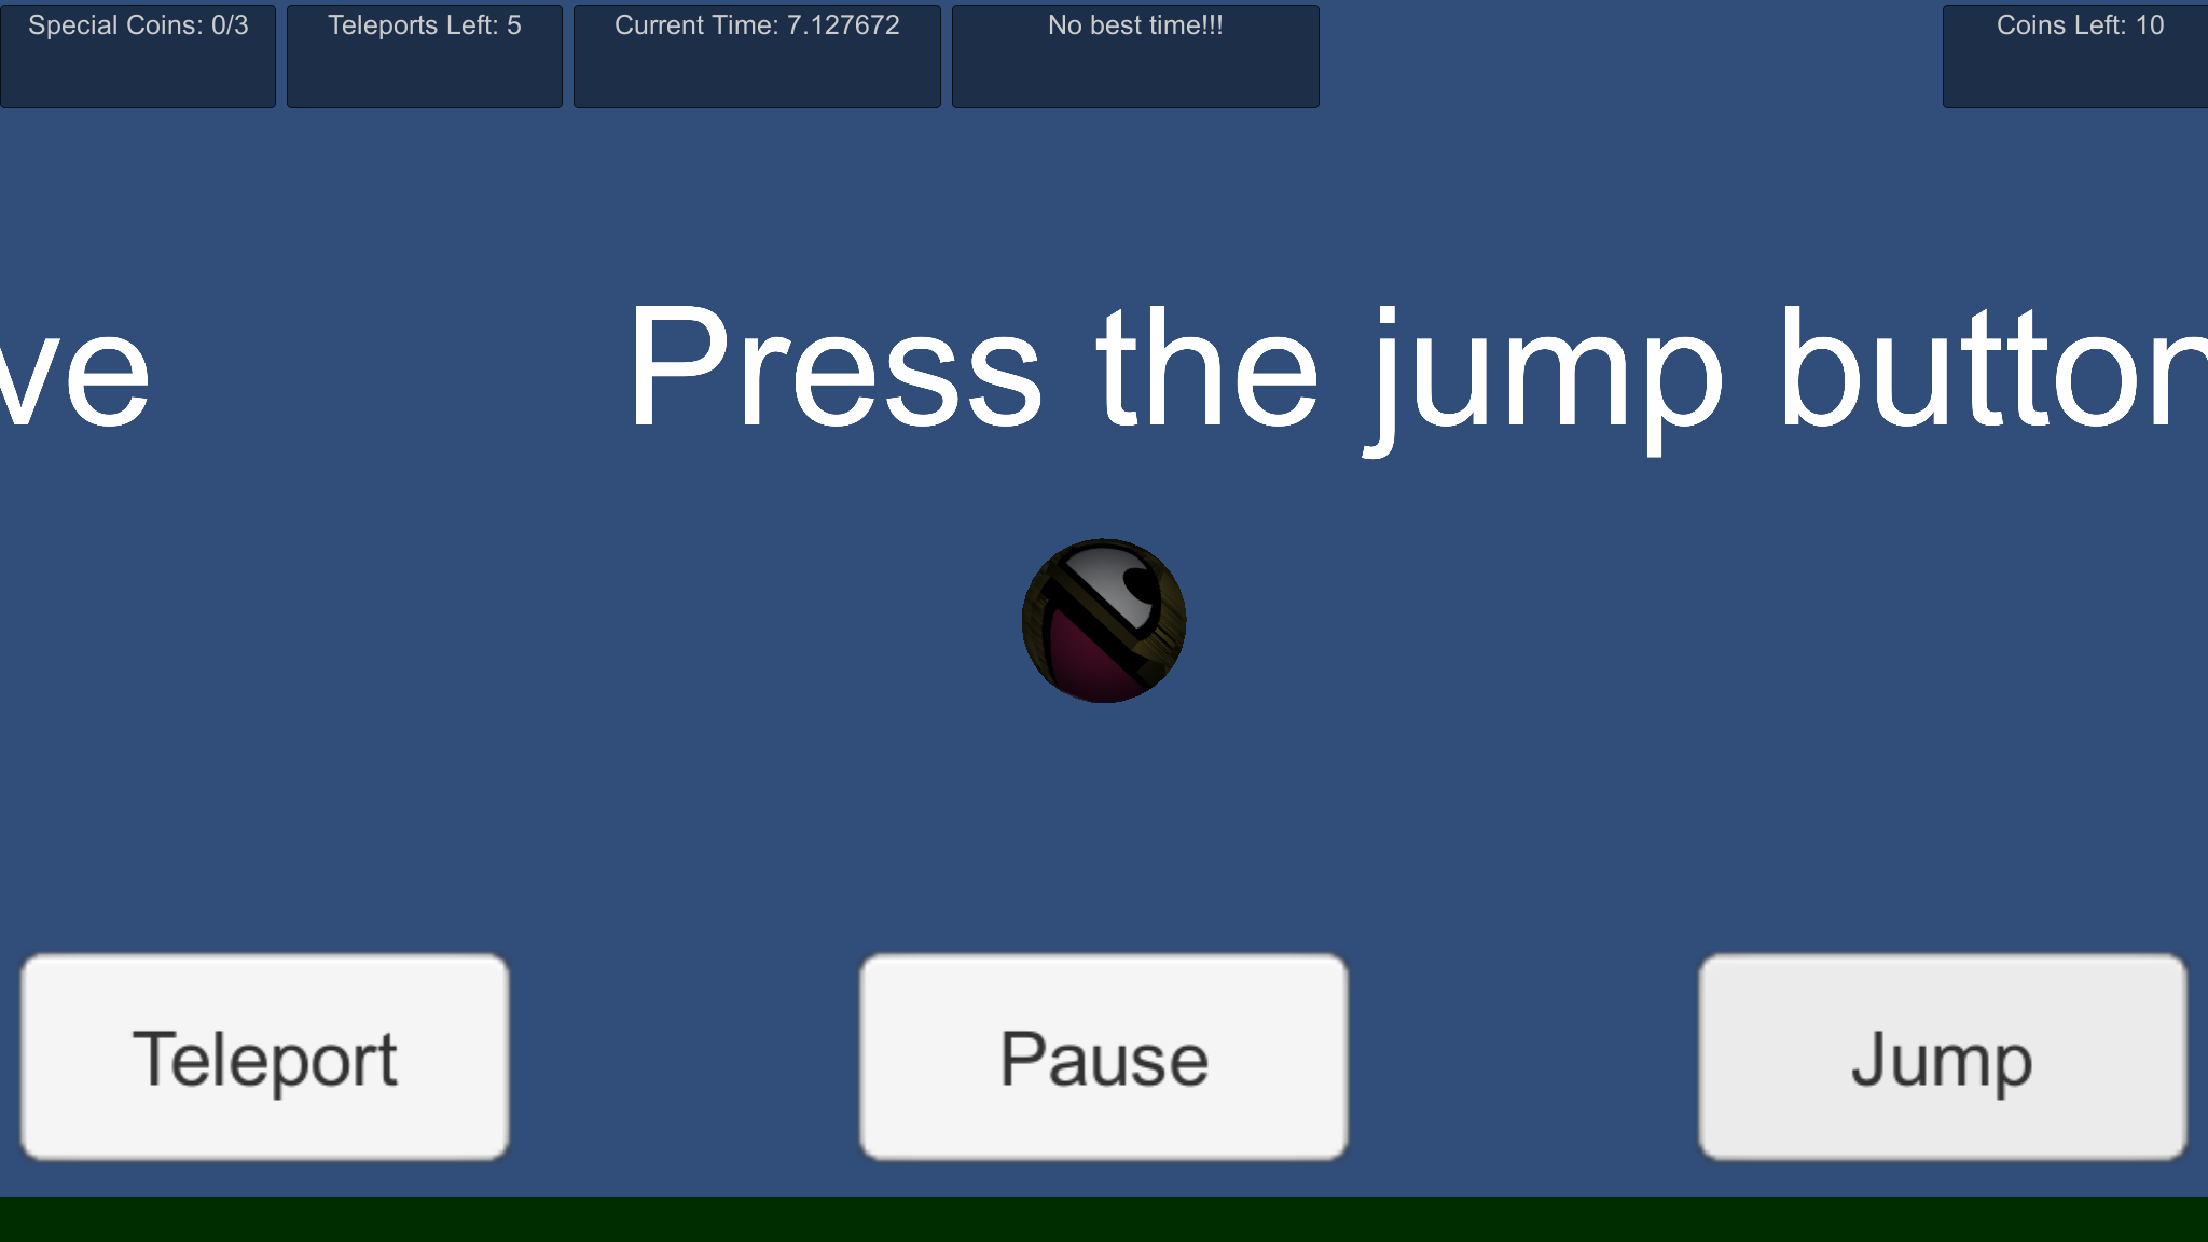 Special Coins: 0/3
Teleports Left: 5
Current Time: 7.127672
No best time!!!
Coins Left: 10
ve
Press the jump button
Teleport
Pause
Jump